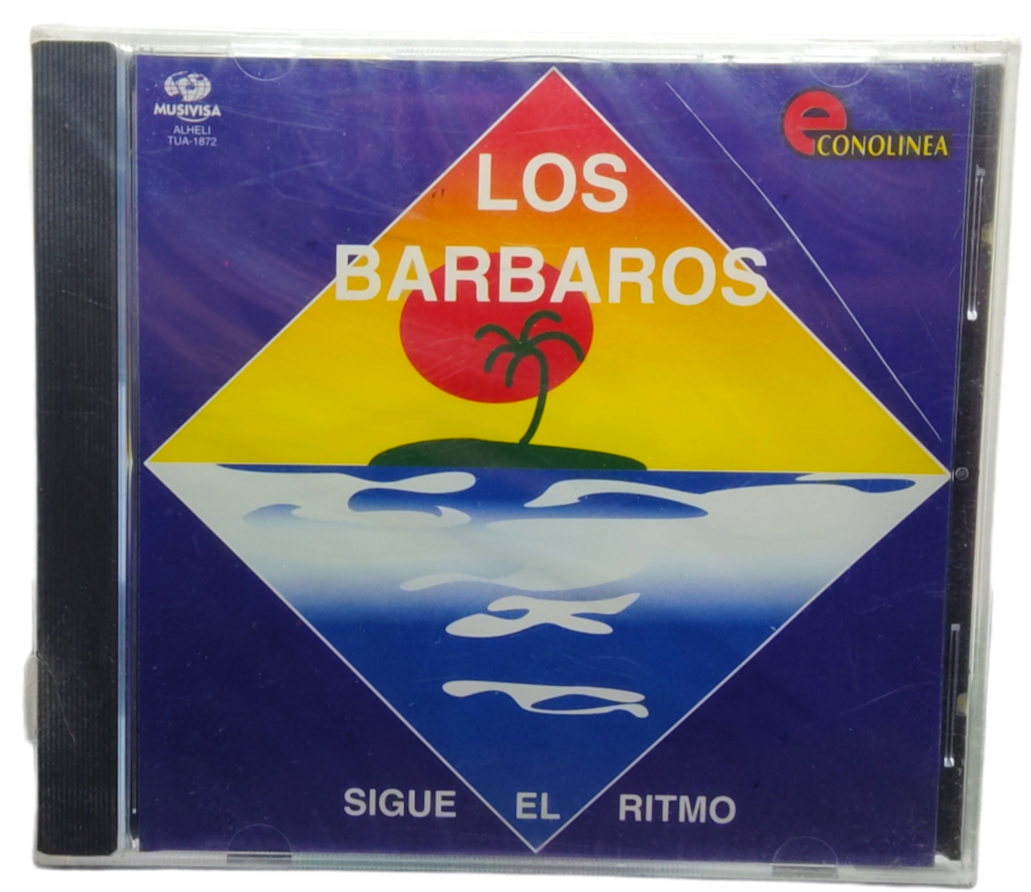 MUSIVISA
ALHELI
TUA-1872
eCONOLINEA
LOS
BARBAROS
SIGUE EL RITMO